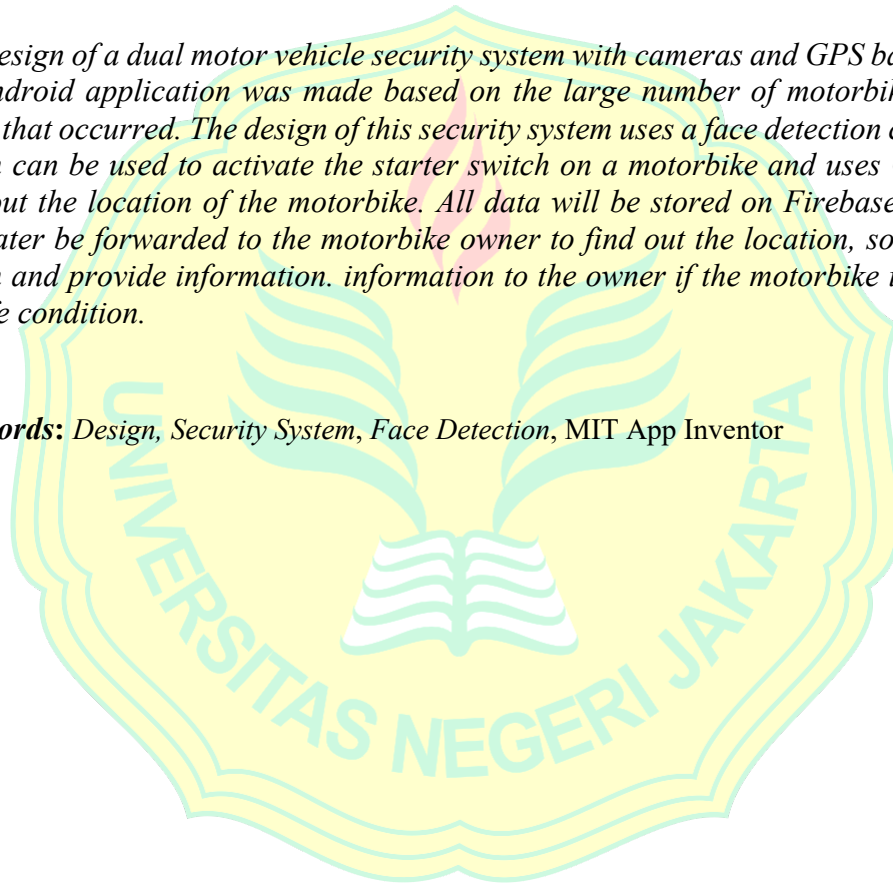 esign of a dual motor vehicle security system with cameras and GPS ba
ndroid application was made based on the large number of motorbik
that occurred. The design of this security system uses a face detection
can be used to activate the starter switch on a motorbike and uses
out the location of the motorbike. All data will be stored on Firebase
ater be forwarded to the motorbike owner to find out the location, so
and provide information. information to the owner if the motorbike
e condition.
ords: Design, Security System, Face Detection, MIT App Inventor
UNIVERSITAS NEGERI JAKARTA